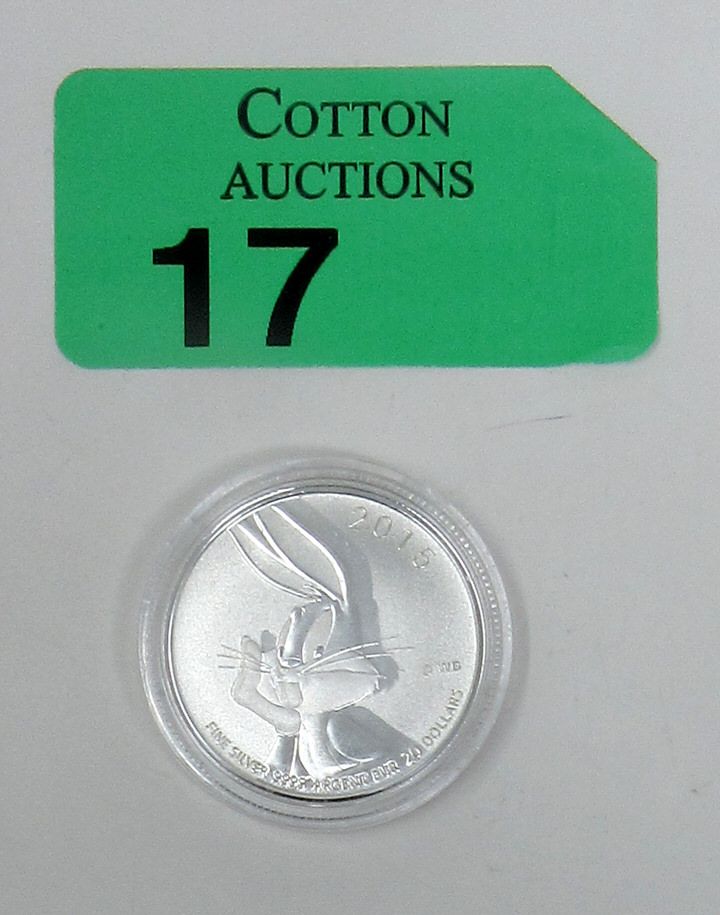 COTTON
AUCTIONS
17
2015
© WB
FINE SILVER 9999 ARGENT PUR 20 DOLLARS